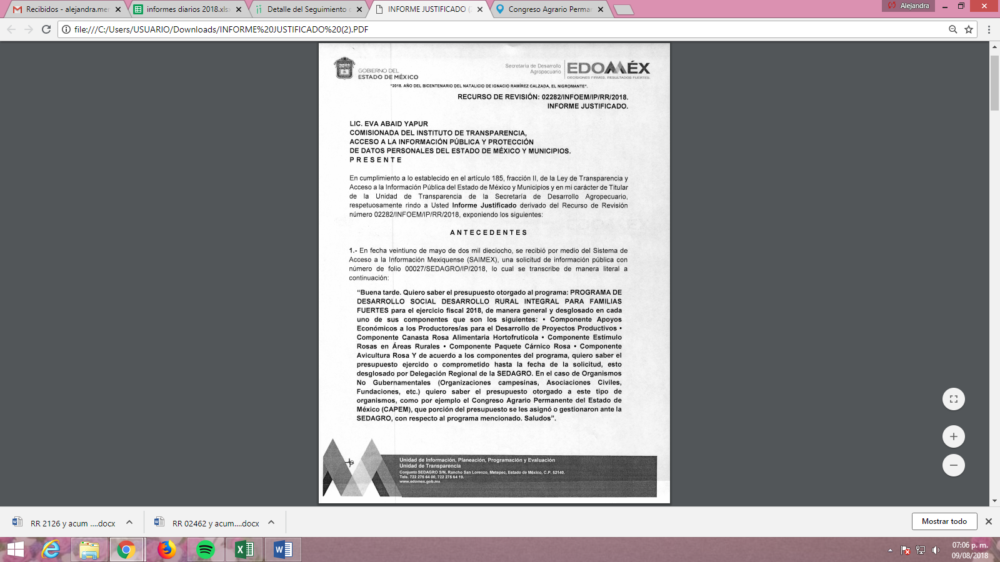 Recibidos - alejandra.mer
informes diarios 2018.xls
Detalle del Seguimiento
INFORME JUSTIFICADO (
Congreso Agrario Perma
Alejandra
file:///C:/Users/USUARIO/Downloads/INFORME%20JUSTIFICADO%20(2).PDF
GOBIERNO DEL
ESTADO DE MÉXICO
Secretaría de Desarrollo
Agropecuario
EDOMÉX
DECISIONES FIRMES, RESULTADOS FUERTES.
"2018. AÑO DEL BICENTENARIO DEL NATALICIO DE IGNACIO RAMÍREZ CALZADA, EL NIGROMANTE".
RECURSO DE REVISIÓN: 02282/INFOEM/IP/RR/2018.
INFORME JUSTIFICADO.
LIC. EVA ABAID YAPUR
COMISIONADA DEL INSTITUTO DE TRANSPARENCIA,
ACCESO A LA INFORMACIÓN PÚBLICA Y PROTECCIÓN
DE DATOS PERSONALES DEL ESTADO DE MÉXICO Y MUNICIPIOS.
P R E S E N T E
En cumplimiento a lo establecido en el artículo 185, fracción II, de la Ley de Transparencia y
Acceso a la Información Pública del Estado de México y Municipios y en mi carácter de Titular
de la Unidad de Transparencia de la Secretaría de Desarrollo Agropecuario,
respetuosamente rindo a Usted Informe Justificado derivado del Recurso de Revisión
número 02282/INFOEM/IP/RR/2018, exponiendo los siguientes:
A N T E C E D E N T E S
1.- En fecha veintiuno de mayo de dos mil dieciocho, se recibió por medio del Sistema de
Acceso a la Información Mexiquense (SAIMEX), una solicitud de información pública con
número de folio 00027/SEDAGRO/IP/2018, lo cual se transcribe de manera literal a
continuación:
"Buena tarde. Quiero saber el presupuesto otorgado al programa: PROGRAMA DE
DESARROLLO SOCIAL DESARROLLO RURAL INTEGRAL PARA FAMILIAS
FUERTES para el ejercicio fiscal 2018, de manera general y desglosado en cada
uno de sus componentes que son los siguientes: • Componente Apoyos
Económicos a los Productores/as para el Desarrollo de Proyectos Productivos •
Componente Canasta Rosa Alimentaria Hortofrutícola • Componente Estímulo
Rosas en Áreas Rurales • Componente Paquete Cárnico Rosa • Componente
Avicultura Rosa Y de acuerdo a los componentes del programa, quiero saber el
presupuesto ejercido o comprometido hasta la fecha de la solicitud, esto
desglosado por Delegación Regional de la SEDAGRO. En el caso de Organismos
No Gubernamentales (Organizaciones campesinas, Asociaciones Civiles,
Fundaciones, etc.) quiero saber el presupuesto otorgado a este tipo de
organismos, como por ejemplo el Congreso Agrario Permanente del Estado de
México (CAPEM), que porción del presupuesto se les asignó o gestionaron ante la
SEDAGRO, con respecto al programa mencionado. Saludos".
Unidad de Información, Planeación, Programación y Evaluación
Unidad de Transparencia
Conjunto SEDAGRO S/N, Rancho San Lorenzo, Metepec, Estado de México, C.P. 52140.
Tels. 722 275 64 00, 722 275 64 19.
www.edomex.gob.mx
RR 2126 y acum ....docx
RR 02462 y acum....docx
Mostrar todo
07:06 p. m.
09/08/2018